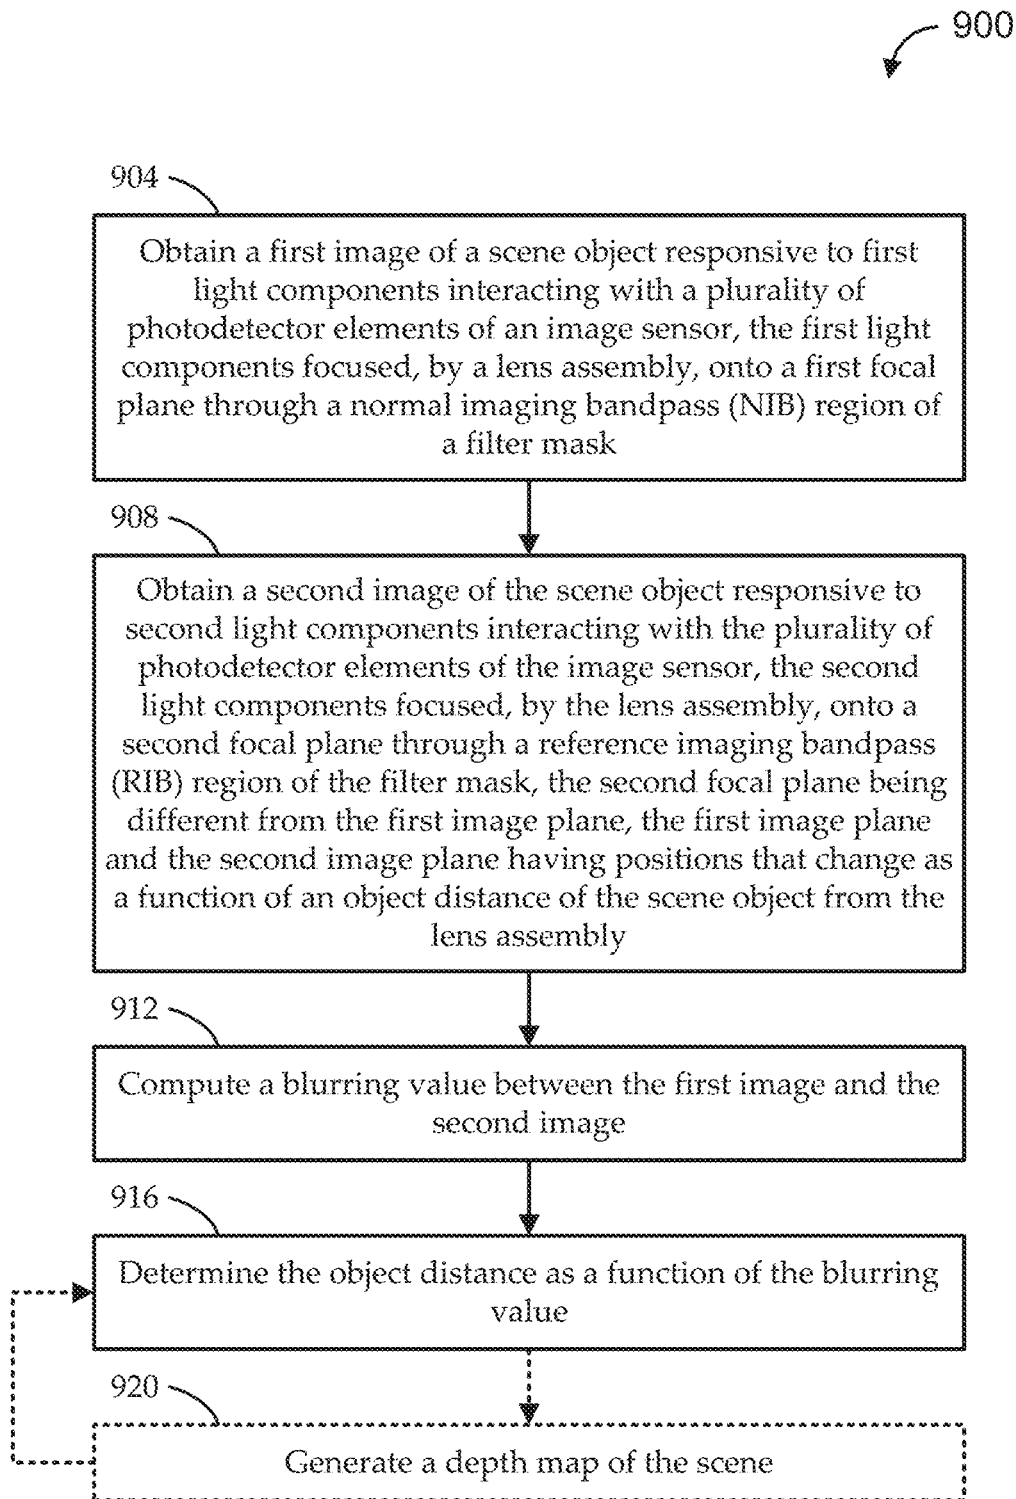 900
904
Obtain a first image of a scene object responsive to first
light components interacting with a plurality of
photodetector elements of an image sensor, the first light
components focused, by a lens assembly, onto a first focal
plane through a normal imaging bandpass (NIB) region of
a filter mask
908
Obtain a second image of the scene object responsive to
second light components interacting with the plurality of
photodetector elements of the image sensor, the second
light components focused, by the lens assembly, onto a
second focal plane through a reference imaging bandpass
(RIB) region of the filter mask, the second focal plane being
different from the first image plane, the first image plane
and the second image plane having positions that change as
a function of an object distance of the scene object from the
lens assembly
912
Compute a blurring value between the first image and the
second image
916
Determine the object distance as a function of the blurring
value
920
Generate a depth map of the scene